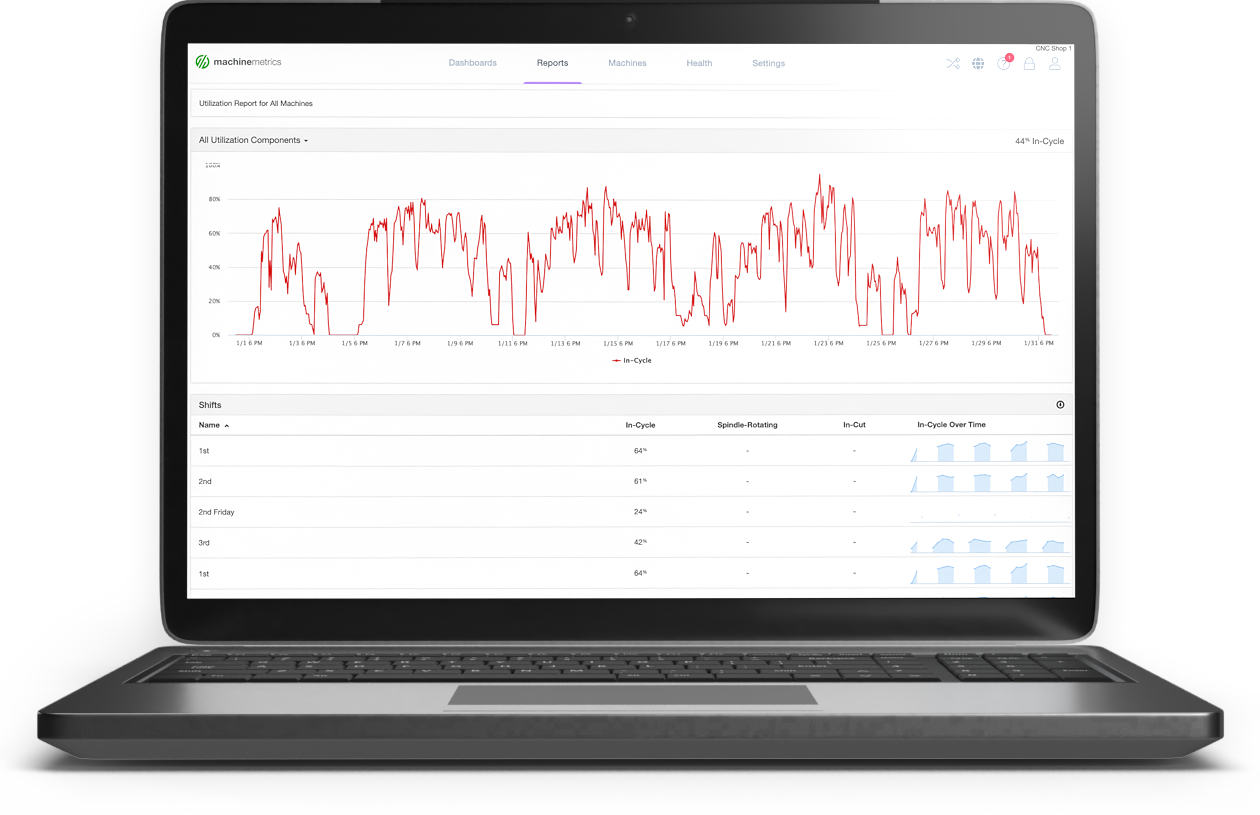 CNC Shop 1
machinemetrics
Dashboards Reports Machines Health Settings
1
Utilization Report for All Machines
All Utilization Components 44% In-Cycle
100%
80%
60%
40%
20%
0%
1/1 6 PM 1/3 6 PM 1/5 6 PM 1/7 6 PM 1/9 6 PM 1/11 6 PM 1/13 6 PM 1/15 6 PM 1/17 6 PM 1/19 6 PM 1/21 6 PM 1/23 6 PM 1/25 6 PM 1/27 6 PM 1/29 6 PM 1/31 6 PM
In-Cycle
Shifts
Name In-Cycle Spindle-Rotating In-Cut In-Cycle Over Time
1st 64% - -
2nd 61% - -
2nd Friday 24% - -
3rd 42% - -
1st 64% - -